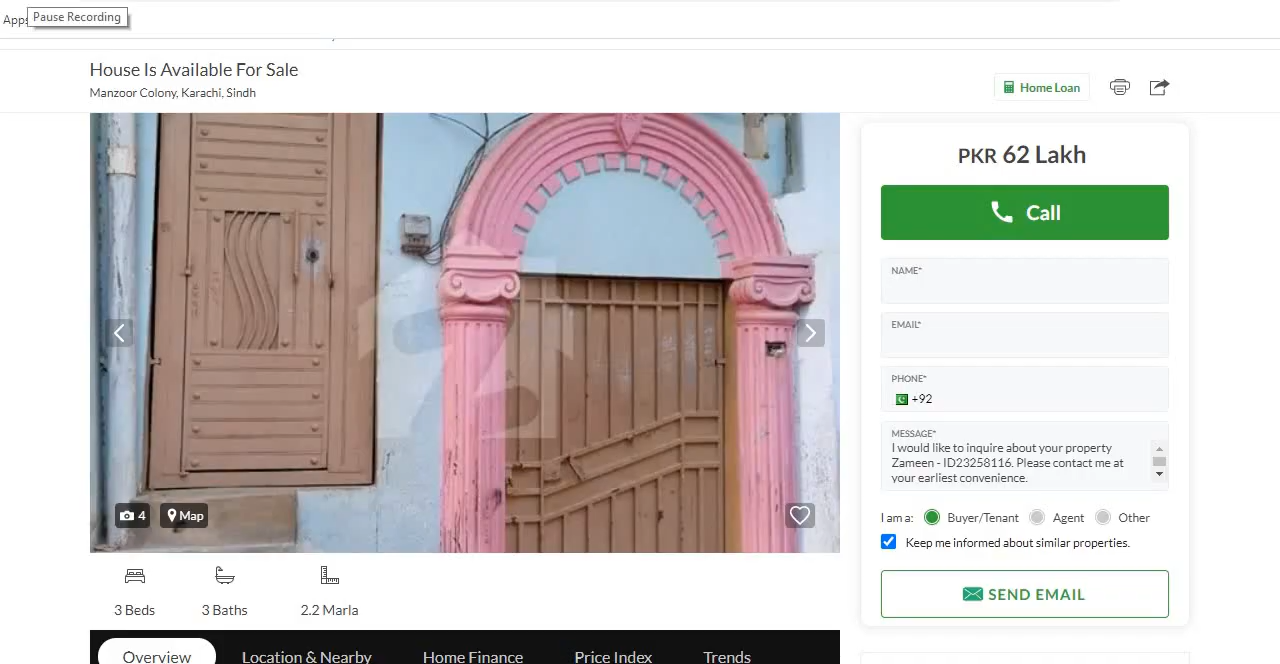 Apps
Pause Recording
House Is Available For Sale
Manzoor Colony, Karachi, Sindh
Home Loan
PKR 62 Lakh
Call
NAME*
EMAIL*
PHONE*
+92
MESSAGE*
I would like to inquire about your property
Zameen - ID23258116. Please contact me at
your earliest convenience.
I am a: Buyer/Tenant Agent Other
Keep me informed about similar properties.
SEND EMAIL
4 Map
3 Beds 3 Baths 2.2 Marla
Overview Location & Nearby Home Finance Price Index Trends